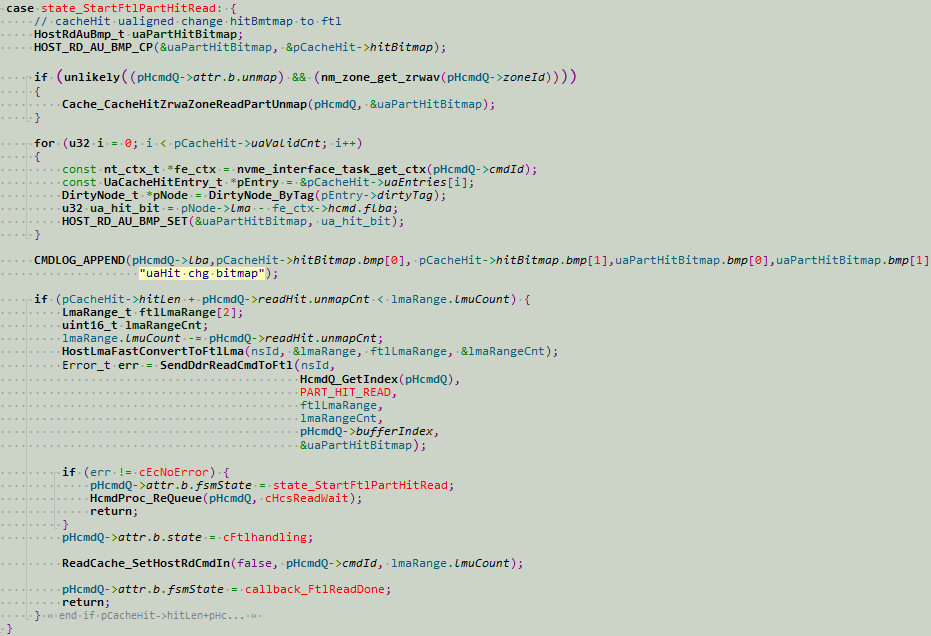 case state_StartFtlPartHitRead: {
// cacheHit ualigned change hitBmtmap to ftl
HostRdAuBmp_t uaPartHitBitmap;
HOST_RD_AU_BMP_CP(&uaPartHitBitmap, &pCacheHit->hitBitmap);
if (unlikely((pHcmdQ->attr.b.unmap) && (nm_zone_get_zrwav(pHcmdQ->zoneId))))
{
Cache_CacheHitZrwaZoneReadPartUnmap(pHcmdQ, &uaPartHitBitmap);
}
for (u32 i = 0; i < pCacheHit->uaValidCnt; i++)
{
const nt_ctx_t *fe_ctx = nvme_interface_task_get_ctx(pHcmdQ->cmdId);
const UaCacheHitEntry_t *pEntry = &pCacheHit->uaEntries[i];
DirtyNode_t *pNode = DirtyNode_ByTag(pEntry->dirtyTag);
u32 ua_hit_bit = pNode->lma - fe_ctx->hcmd.flba;
HOST_RD_AU_BMP_SET(&uaPartHitBitmap, ua_hit_bit);
}
CMDLOG_APPEND(pHcmdQ->lba,pCacheHit->hitBitmap.bmp[0], pCacheHit->hitBitmap.bmp[1],uaPartHitBitmap.bmp[0],uaPartHitBitmap.bmp[1]
"uaHit chg bitmap");
if (pCacheHit->hitLen + pHcmdQ->readHit.unmapCnt < lmaRange.lmuCount) {
LmaRange_t ftlLmaRange[2];
uint16_t lmaRangeCnt;
lmaRange.lmuCount -= pHcmdQ->readHit.unmapCnt;
HostLmaFastConvertToFtlLma(nsId, &lmaRange, ftlLmaRange, &lmaRangeCnt);
Error_t err = SendDdrReadCmdToFtl(nsId,
HcmdQ_GetIndex(pHcmdQ),
PART_HIT_READ,
ftlLmaRange,
lmaRangeCnt,
pHcmdQ->bufferIndex,
&uaPartHitBitmap);
if (err != cEcNoError) {
pHcmdQ->attr.b.fsmState = state_StartFtlPartHitRead;
HcmdProc_ReQueue(pHcmdQ, cHcsReadWait);
return;
}
pHcmdQ->attr.b.state = cFtlhandling;
ReadCache_SetHostRdCmdIn(false, pHcmdQ->cmdId, lmaRange.lmuCount);
pHcmdQ->attr.b.fsmState = callback_FtlReadDone;
return;
} « end if pCacheHit->hitLen+pHc... »
}